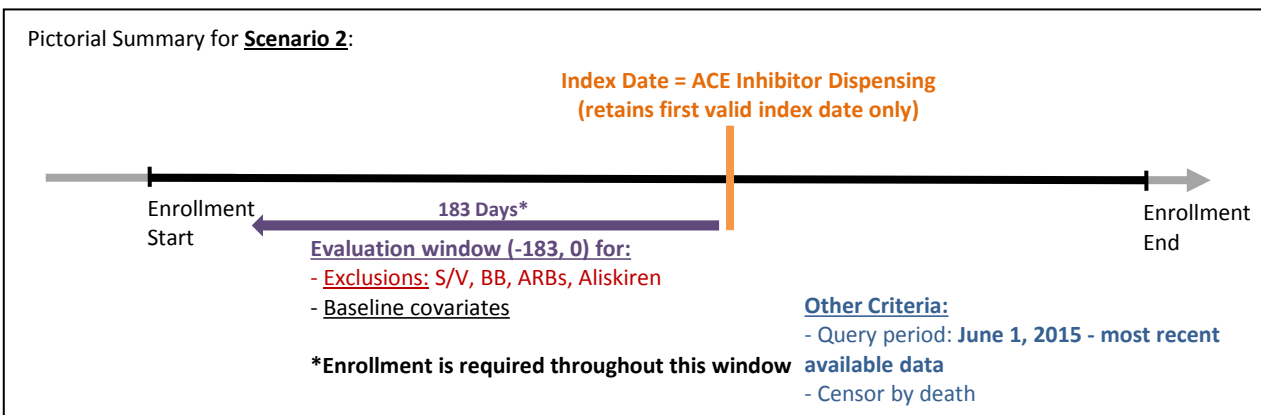 Pictorial Summary for Scenario 2:
Index Date = ACE Inhibitor Dispensing
(retains first valid index date only)
Enrollment
Start
183 Days*
Enrollment
End
Evaluation window (-183, 0) for:
- Exclusions: S/V, BB, ARBs, Aliskiren
- Baseline covariates
*Enrollment is required throughout this window
Other Criteria:
- Query period: June 1, 2015 - most recent
available data
- Censor by death